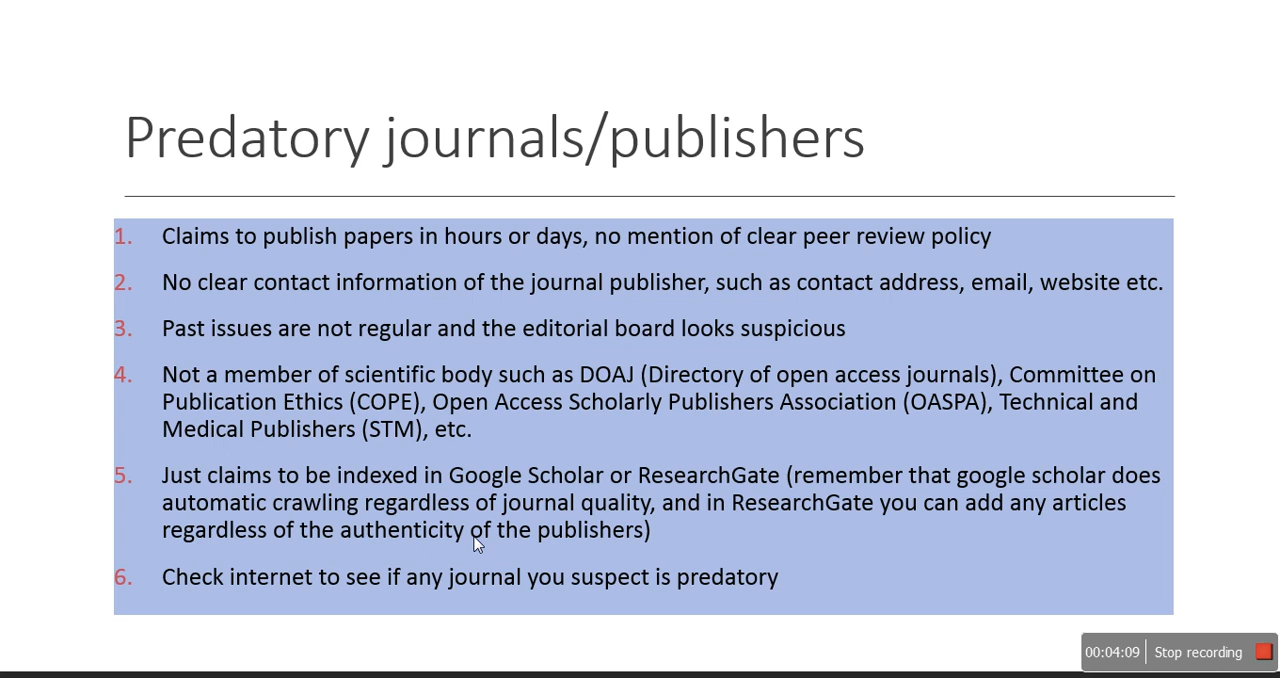 Predatory journals/publishers
1. Claims to publish papers in hours or days, no mention of clear peer review policy
2. No clear contact information of the journal publisher, such as contact address, email, website etc.
3. Past issues are not regular and the editorial board looks suspicious
4. Not a member of scientific body such as DOAJ (Directory of open access journals), Committee on
Publication Ethics (COPE), Open Access Scholarly Publishers Association (OASPA), Technical and
Medical Publishers (STM), etc.
5. Just claims to be indexed in Google Scholar or ResearchGate (remember that google scholar does
automatic crawling regardless of journal quality, and in ResearchGate you can add any articles
regardless of the authenticity of the publishers)
6. Check internet to see if any journal you suspect is predatory
00:04:09 Stop recording